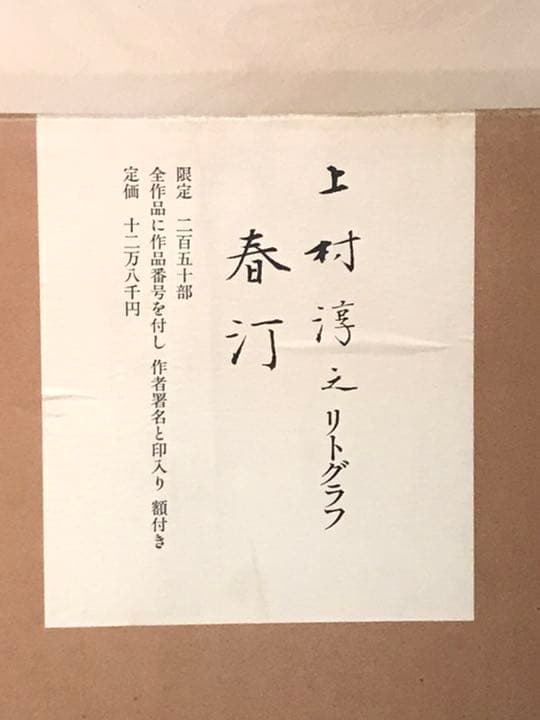 上村淳之リトグラフ
春汀
限定 二百五十部
全作品に作品番号を付し 作者署名と印入り 額付き
定価 十二万八千円